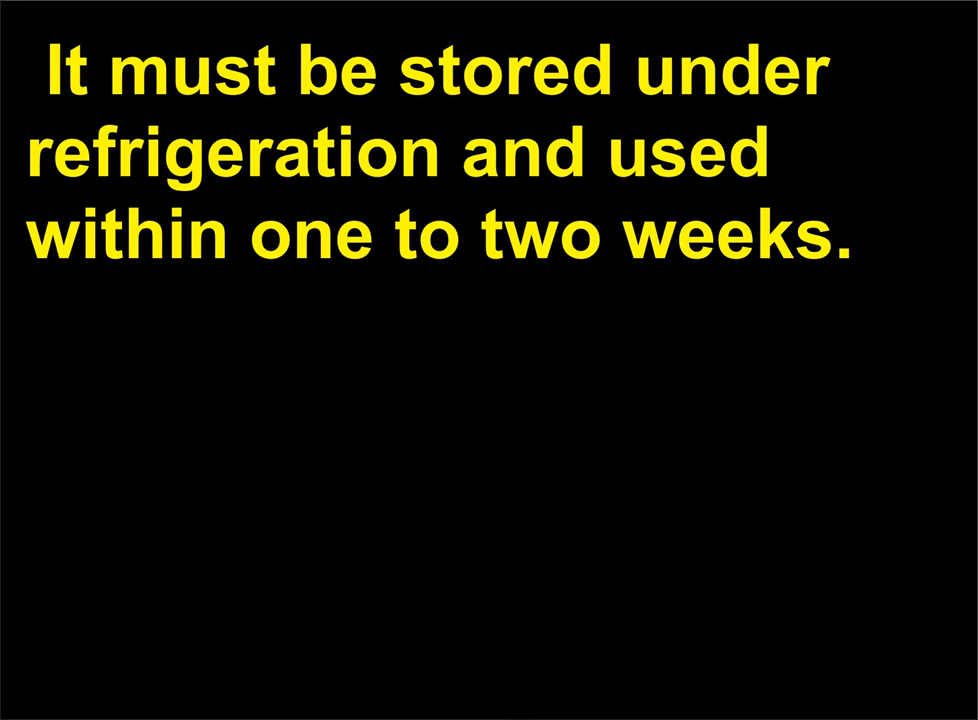 It must be stored under
refrigeration and used
within one to two weeks.